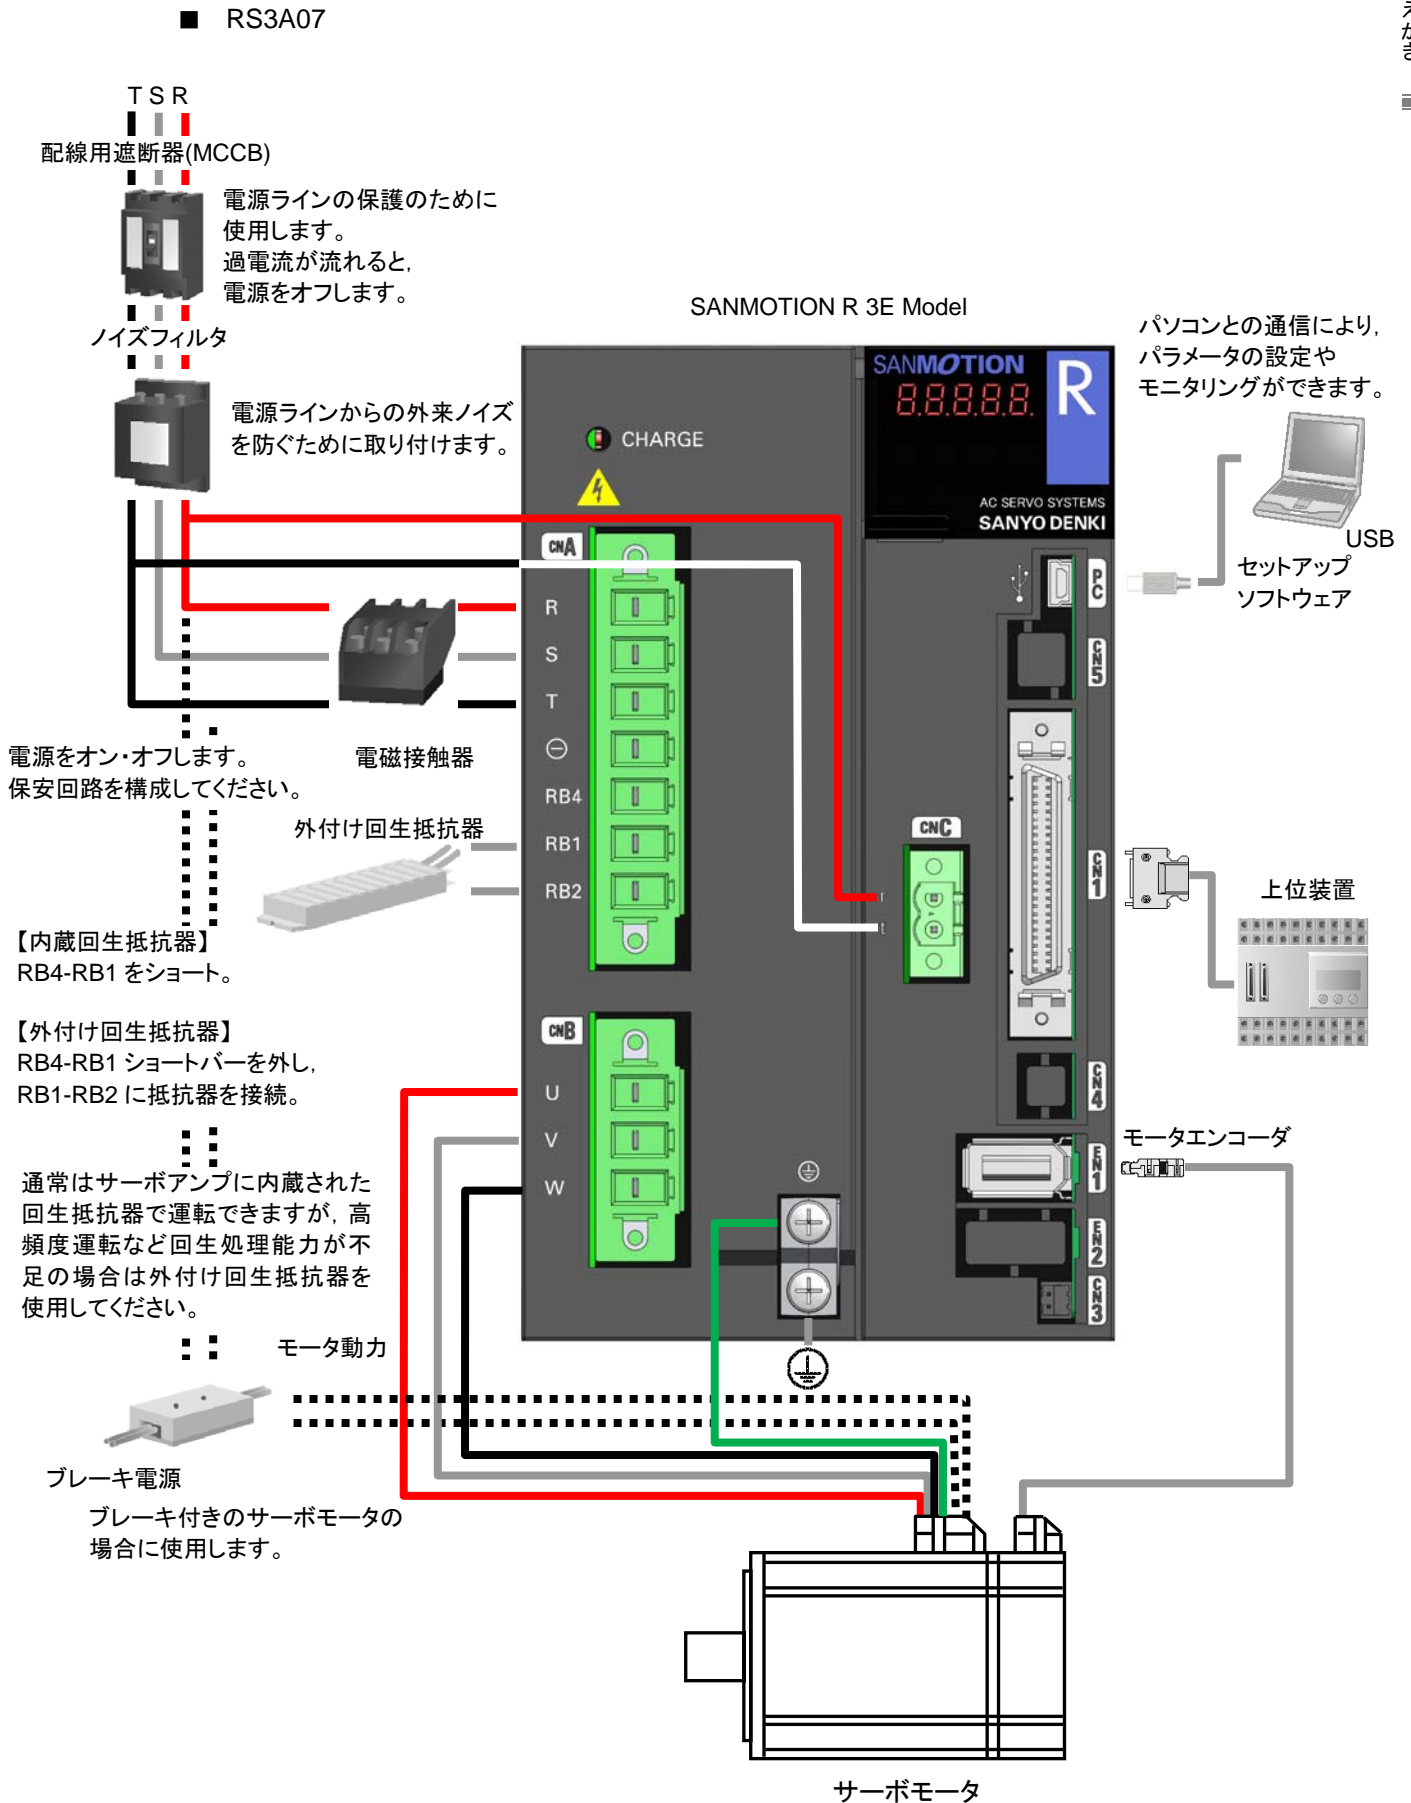 ■ RS3A07
えがき
T S R
配線用遮断器(MCCB)
電源ラインの保護のために
使用します。
過電流が流れると,
電源をオフします。
ノイズフィルタ
電源ラインからの外来ノイズ
を防ぐために取り付けます。
SANMOTION R 3E Model
パソコンとの通信により,
パラメータの設定や
モニタリングができます。
USB
セットアップ
ソフトウェア
SANMOTION
R
8.8.8.8.8.
AC SERVO SYSTEMS
SANYO DENKI
CHARGE
CNA
R
S
T
⊖
RB4
RB1
RB2
PC
CN5
CNC
CN1
上位装置
電源をオン・オフします。
保安回路を構成してください。
電磁接触器
外付け回生抵抗器
【内蔵回生抵抗器】
RB4-RB1 をショート。
【外付け回生抵抗器】
RB4-RB1 ショートバーを外し,
RB1-RB2 に抵抗器を接続。
CNB
U
V
W
CN4
EN1
EN2
CN3
モータエンコーダ
通常はサーボアンプに内蔵された
回生抵抗器で運転できますが, 高
頻度運転など回生処理能力が不
足の場合は外付け回生抵抗器を
使用してください。
モータ動力
ブレーキ電源
ブレーキ付きのサーボモータの
場合に使用します。
サーボモータ